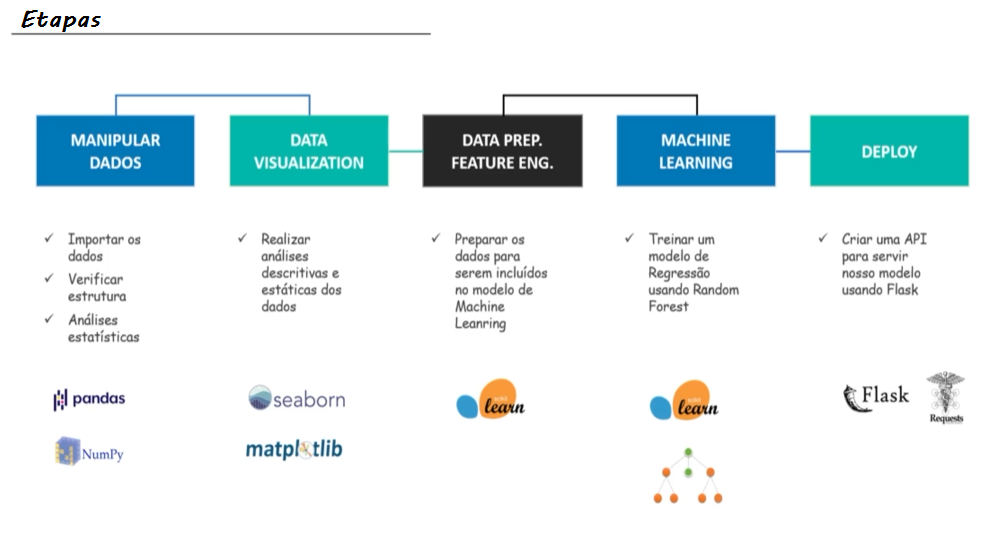 Etapas
MANIPULAR
DADOS
DATA
VISUALIZATION
DATA PREP.
FEATURE ENG.
MACHINE
LEARNING
DEPLOY
✓ Importar os
dados
✓ Verificar
estrutura
✓ Análises
estatísticas
✓ Realizar
análises
descritivas e
estáticas dos
dados
✓ Preparar os
dados para
serem incluídos
no modelo de
Machine
Leanring
✓ Treinar um
modelo de
Regressão
usando Random
Forest
✓ Criar uma API
para servir
nosso modelo
usando Flask
pandas
NumPy
seaborn
matplotlib
scikit
learn
scikit
learn
Flask
Requests